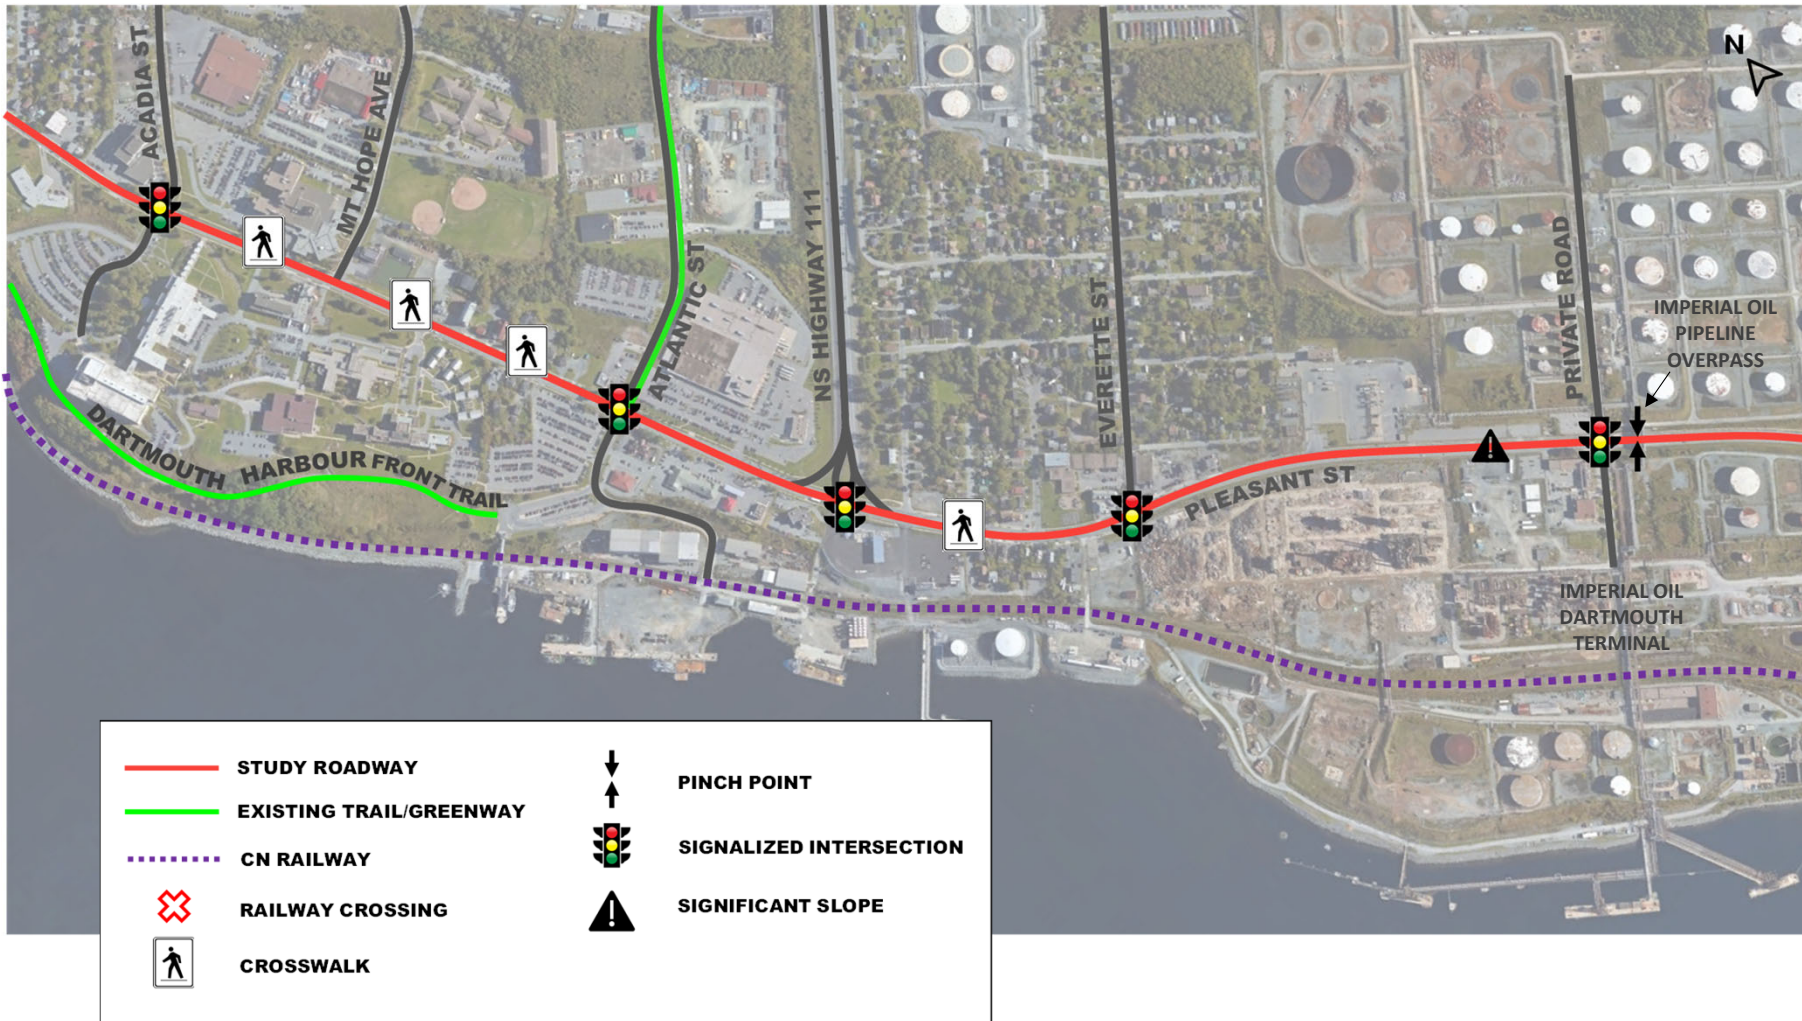 N
ACADIA ST
MT HOPE AVE
ATLANTIC ST
NS HIGHWAY 111
EVERETTE ST
PRIVATE ROAD
IMPERIAL OIL
PIPELINE
OVERPASS
DARTMOUTH HARBOUR FRONT TRAIL
PLEASANT ST
IMPERIAL OIL
DARTMOUTH
TERMINAL
STUDY ROADWAY
EXISTING TRAIL/GREENWAY
CN RAILWAY
RAILWAY CROSSING
CROSSWALK
PINCH POINT
SIGNALIZED INTERSECTION
SIGNIFICANT SLOPE